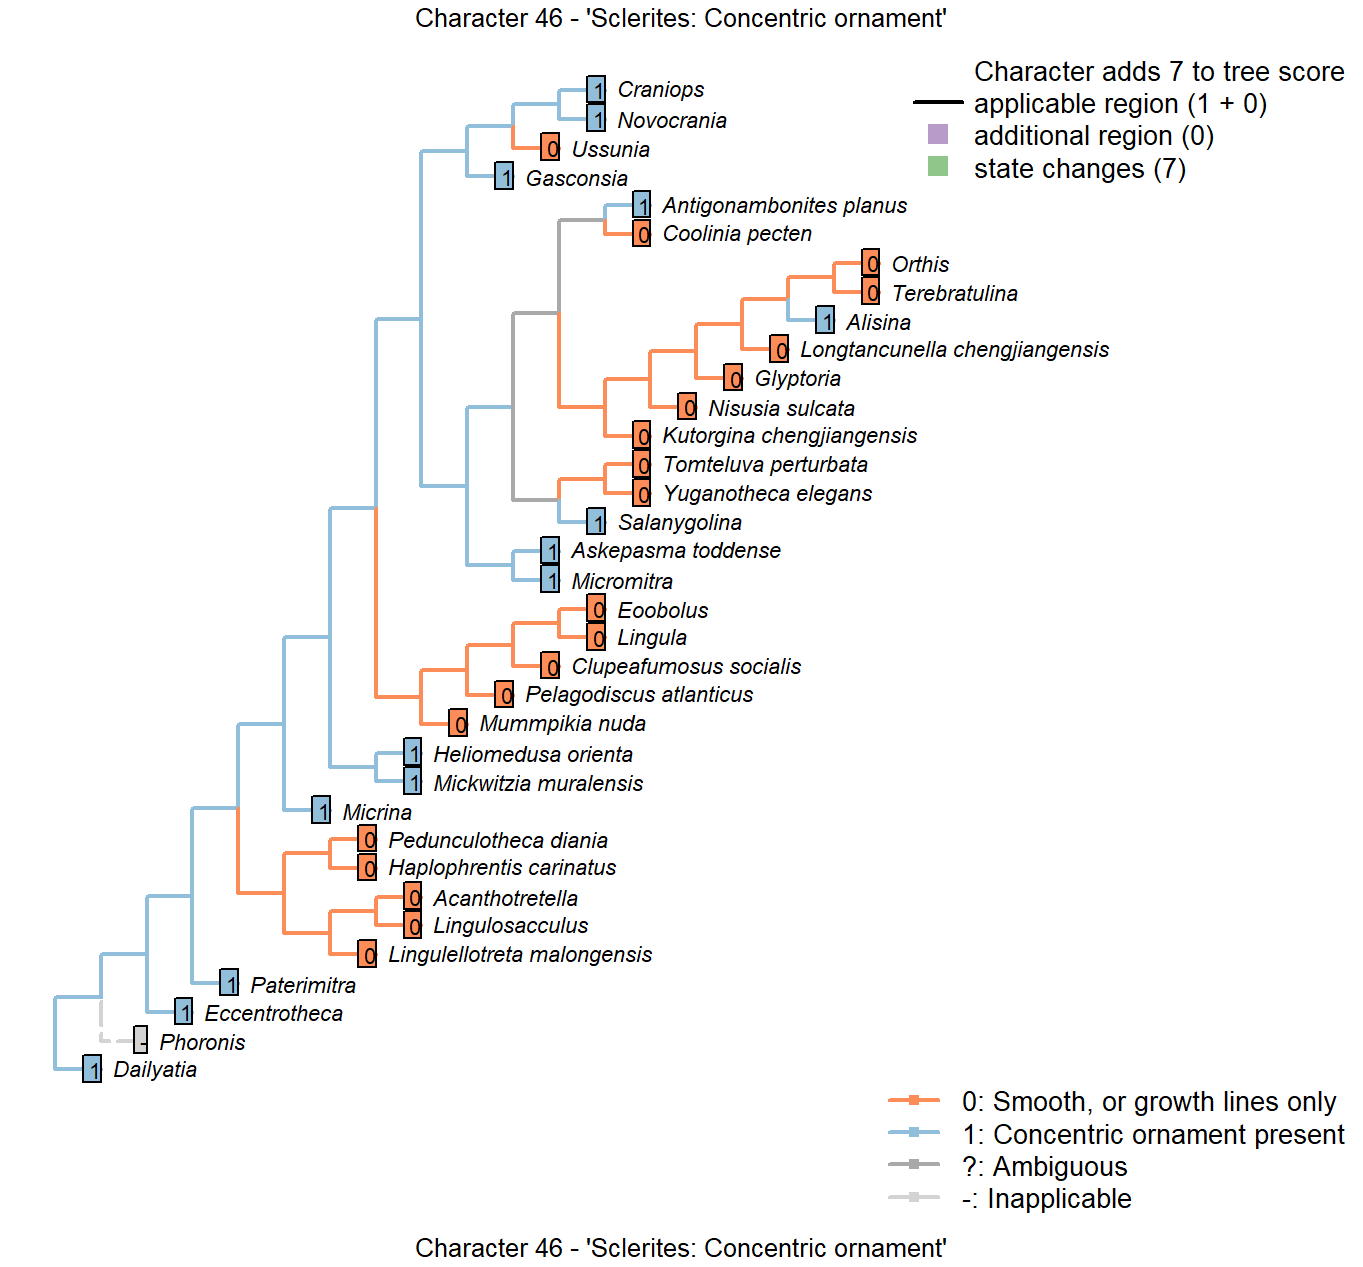 Character 46 - 'Sclerites: Concentric ornament'
Character adds 7 to tree score
applicable region (1 + 0)
additional region (0)
state changes (7)
1 Craniops
1 Novocrania
0 Ussunia
1 Gasconsia
1 Antigonambonites planus
0 Coolinia pecten
0 Orthis
0 Terebratulina
1 Alisina
0 Longtancunella chengjiangensis
0 Glyptoria
0 Nisusia sulcata
0 Kutorgina chengjiangensis
0 Tomteluva perturbata
0 Yuganotheca elegans
1 Salanygolina
1 Askepasma toddense
1 Micromitra
0 Eoobolus
0 Lingula
0 Clupeafumosus socialis
0 Pelagodiscus atlanticus
0 Mummpikia nuda
1 Heliomedusa orienta
1 Mickwitzia muralensis
1 Micrina
0 Pedunculotheca diania
0 Haplophrentis carinatus
0 Acanthotretella
0 Lingulosacculus
0 Lingulellotreta malongensis
1 Paterimitra
1 Eccentrotheca
- Phoronis
1 Dailyatia
0: Smooth, or growth lines only
1: Concentric ornament present
?: Ambiguous
-: Inapplicable
Character 46 - 'Sclerites: Concentric ornament'